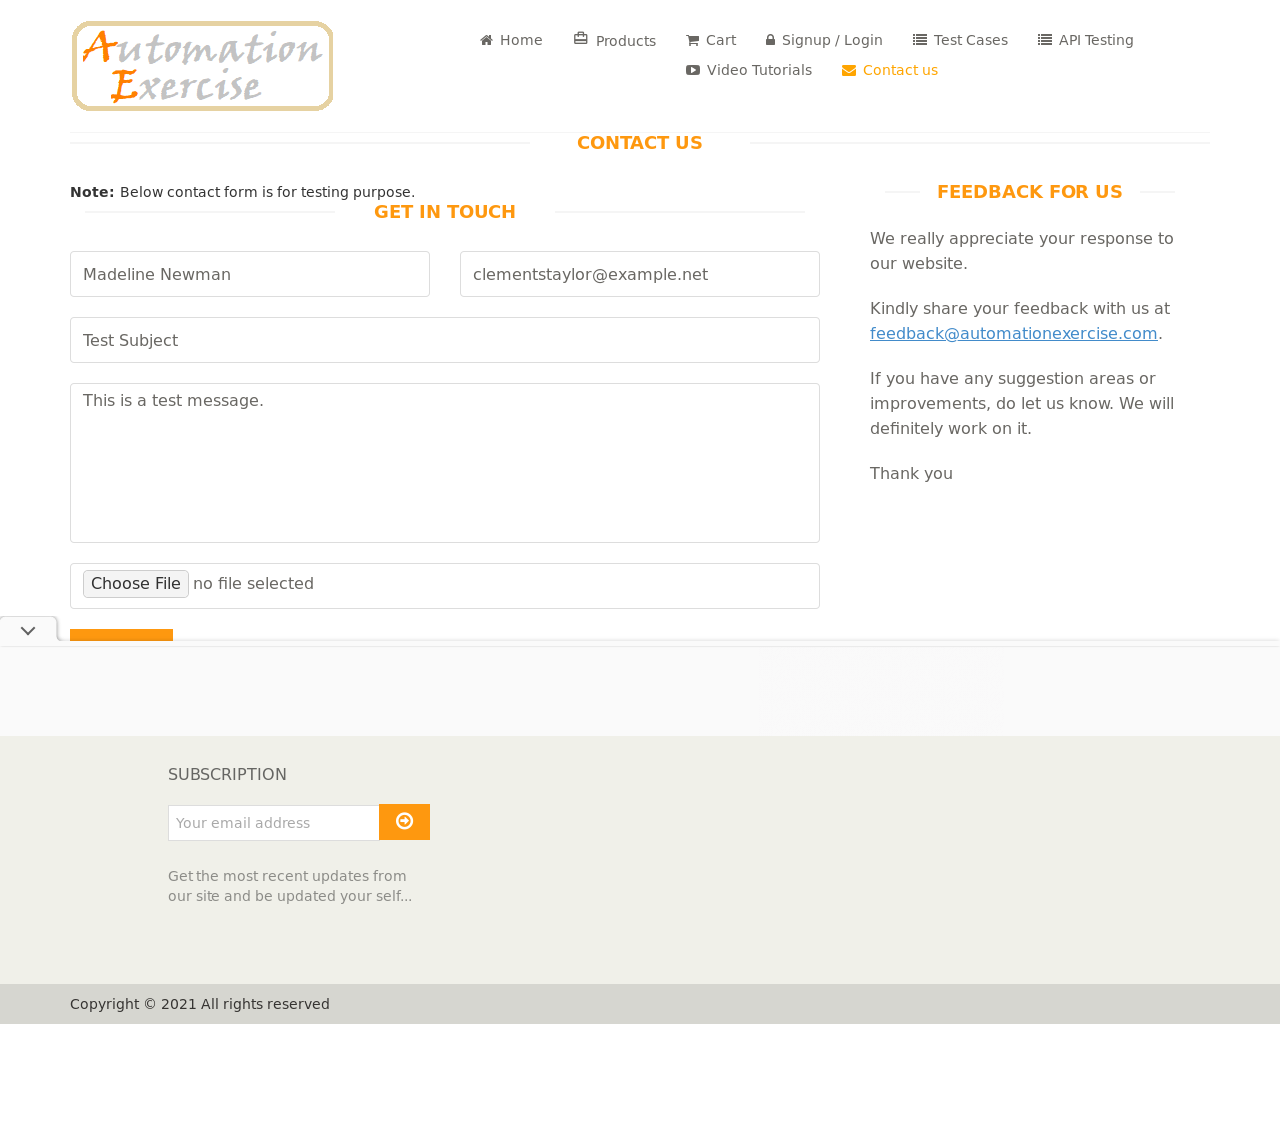 Automation
Exercise
Home
Products
Cart
Signup / Login
Test Cases
API Testing
Video Tutorials
Contact us
CONTACT US
Note: Below contact form is for testing purpose.
GET IN TOUCH
Madeline Newman
clementstaylor@example.net
Test Subject
This is a test message.
Choose File no file selected
FEEDBACK FOR US
We really appreciate your response to
our website.
Kindly share your feedback with us at
feedback@automationexercise.com.
If you have any suggestion areas or
improvements, do let us know. We will
definitely work on it.
Thank you
SUBSCRIPTION
Your email address
Get the most recent updates from
our site and be updated your self...
Copyright © 2021 All rights reserved